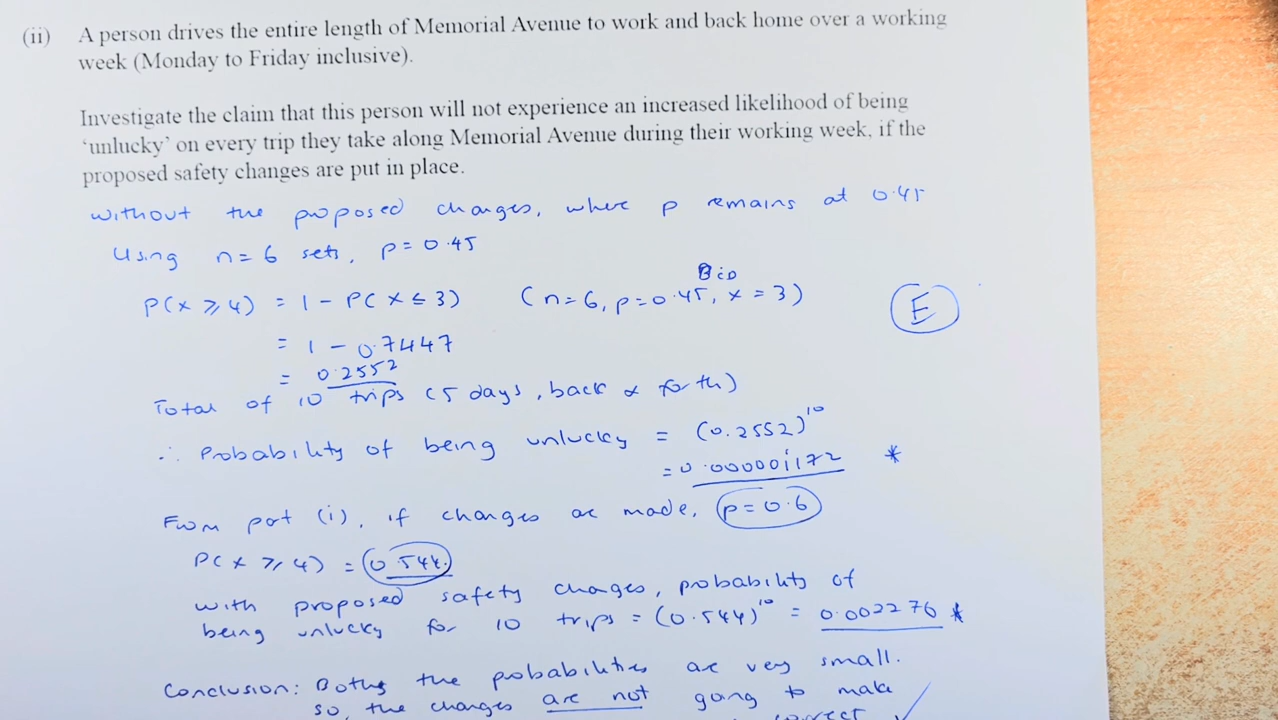 (ii) A person drives the entire length of Memorial Avenue to work and back home over a working
week (Monday to Friday inclusive).
Investigate the claim that this person will not experience an increased likelihood of being
‘unlucky’ on every trip they take along Memorial Avenue during their working week, if the
proposed safety changes are put in place.
without the proposed changes, where p remains at 0.45
Using n=6 sets, p=0.45
P(x ≥ 4) = 1 - P(x ≤ 3) (n=6, p=0.45, x=3) Bin
E
= 1 - 0.7447
= 0.2552
Total of 10 trips (5 days, back & forth)
∴ Probability of being unlucky = (0.2552)^10
= 0.000001172 *
From part (i), if changes are made, p=0.6
P(x ≥ 4) = 0.544
with proposed safety changes, probability of
being unlucky for 10 trips = (0.544)^10 = 0.002276 *
Conclusion: Both the probabilities are very small.
so, the changes are not going to make
correct ✓